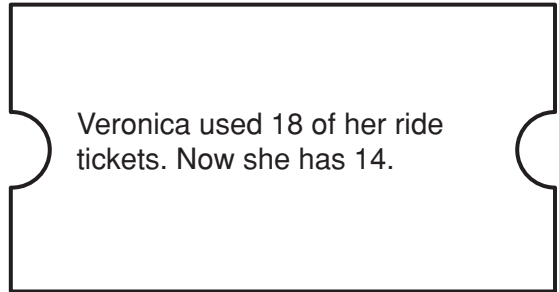 Veronica used 18 of her ride
tickets. Now she has 14.